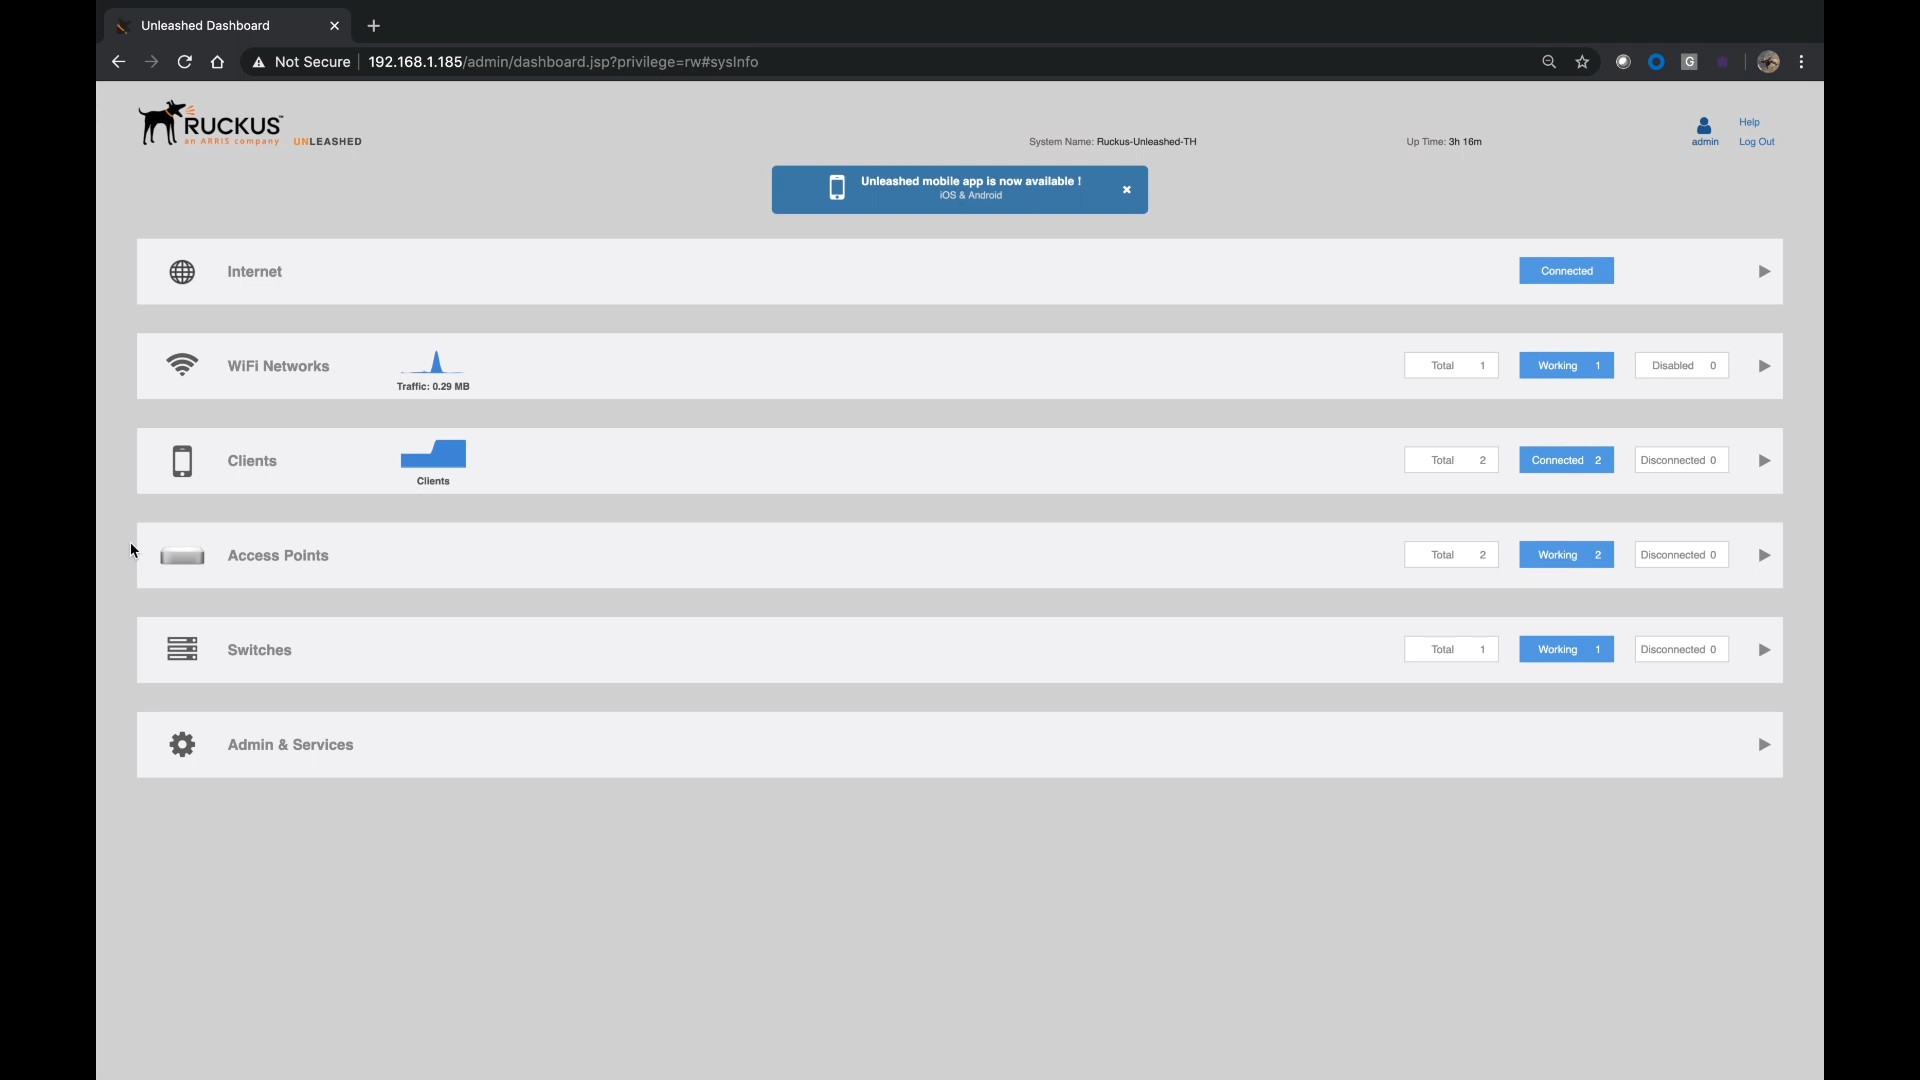 Unleashed Dashboard
Not Secure 192.168.1.185/admin/dashboard.jsp?privilege=rw#sysInfo
G
RUCKUS™
an ARRIS company
UNLEASHED
System Name: Ruckus-Unleashed-TH
Up Time: 3h 16m
admin
Help
Log Out
Unleashed mobile app is now available !
iOS & Android
Internet
Connected
WiFi Networks
Traffic: 0.29 MB
Total 1
Working 1
Disabled 0
Clients
Clients
Total 2
Connected 2
Disconnected 0
Access Points
Total 2
Working 2
Disconnected 0
Switches
Total 1
Working 1
Disconnected 0
Admin & Services